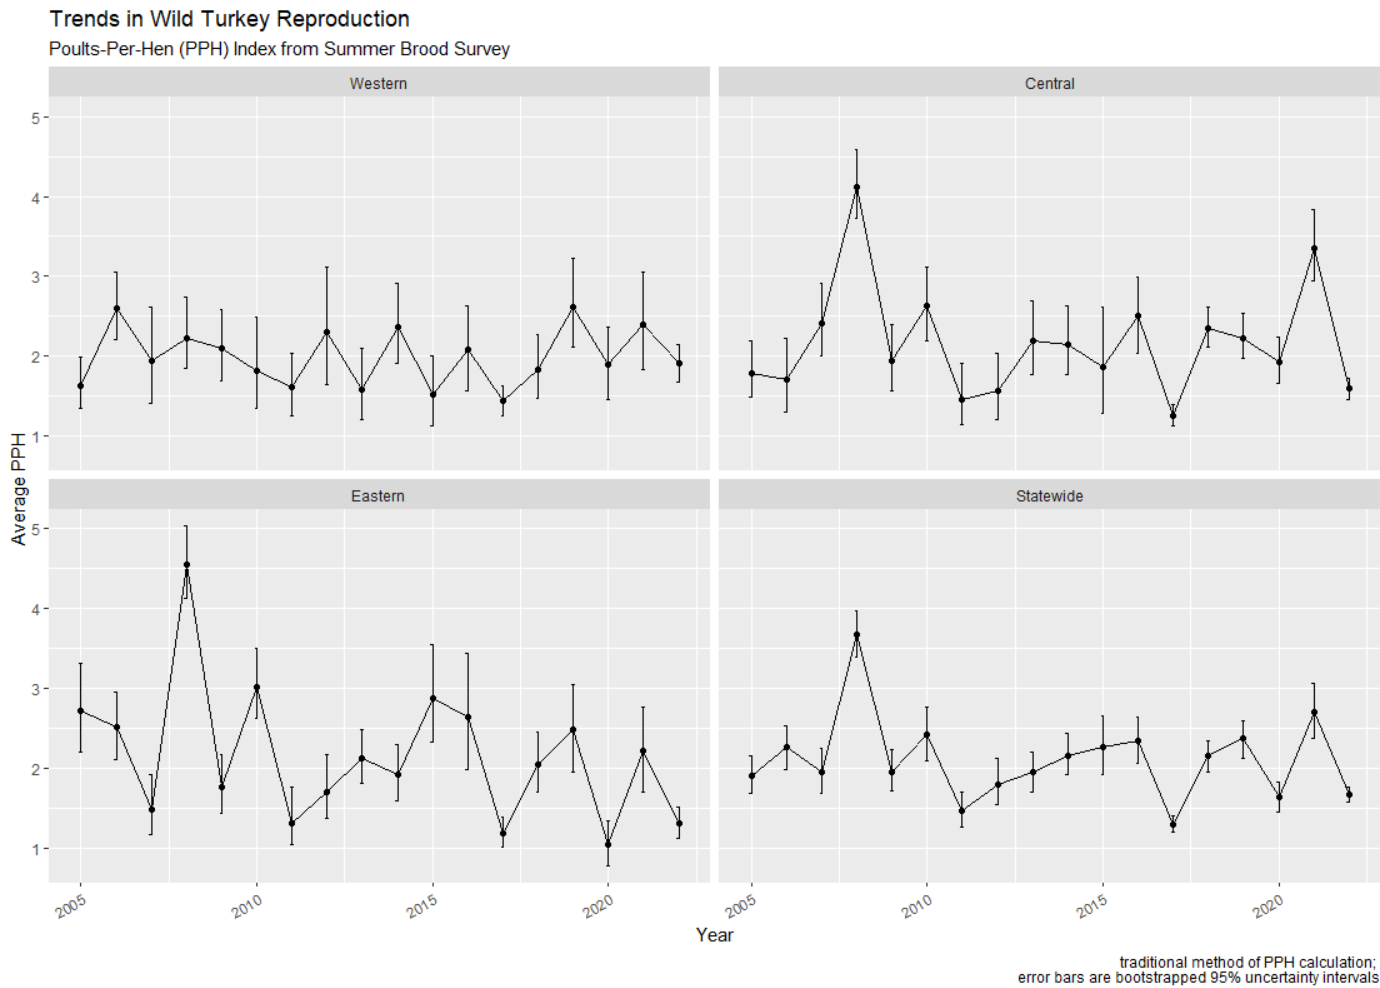 Trends in Wild Turkey Reproduction
Poults-Per-Hen (PPH) Index from Summer Brood Survey
Western
Central
5
4
3
2
1
Average PPH
Eastern
Statewide
5
4
3
2
1
2005
2010
2015
2020
2005
2010
2015
2020
Year
traditional method of PPH calculation;
error bars are bootstrapped 95% uncertainty intervals